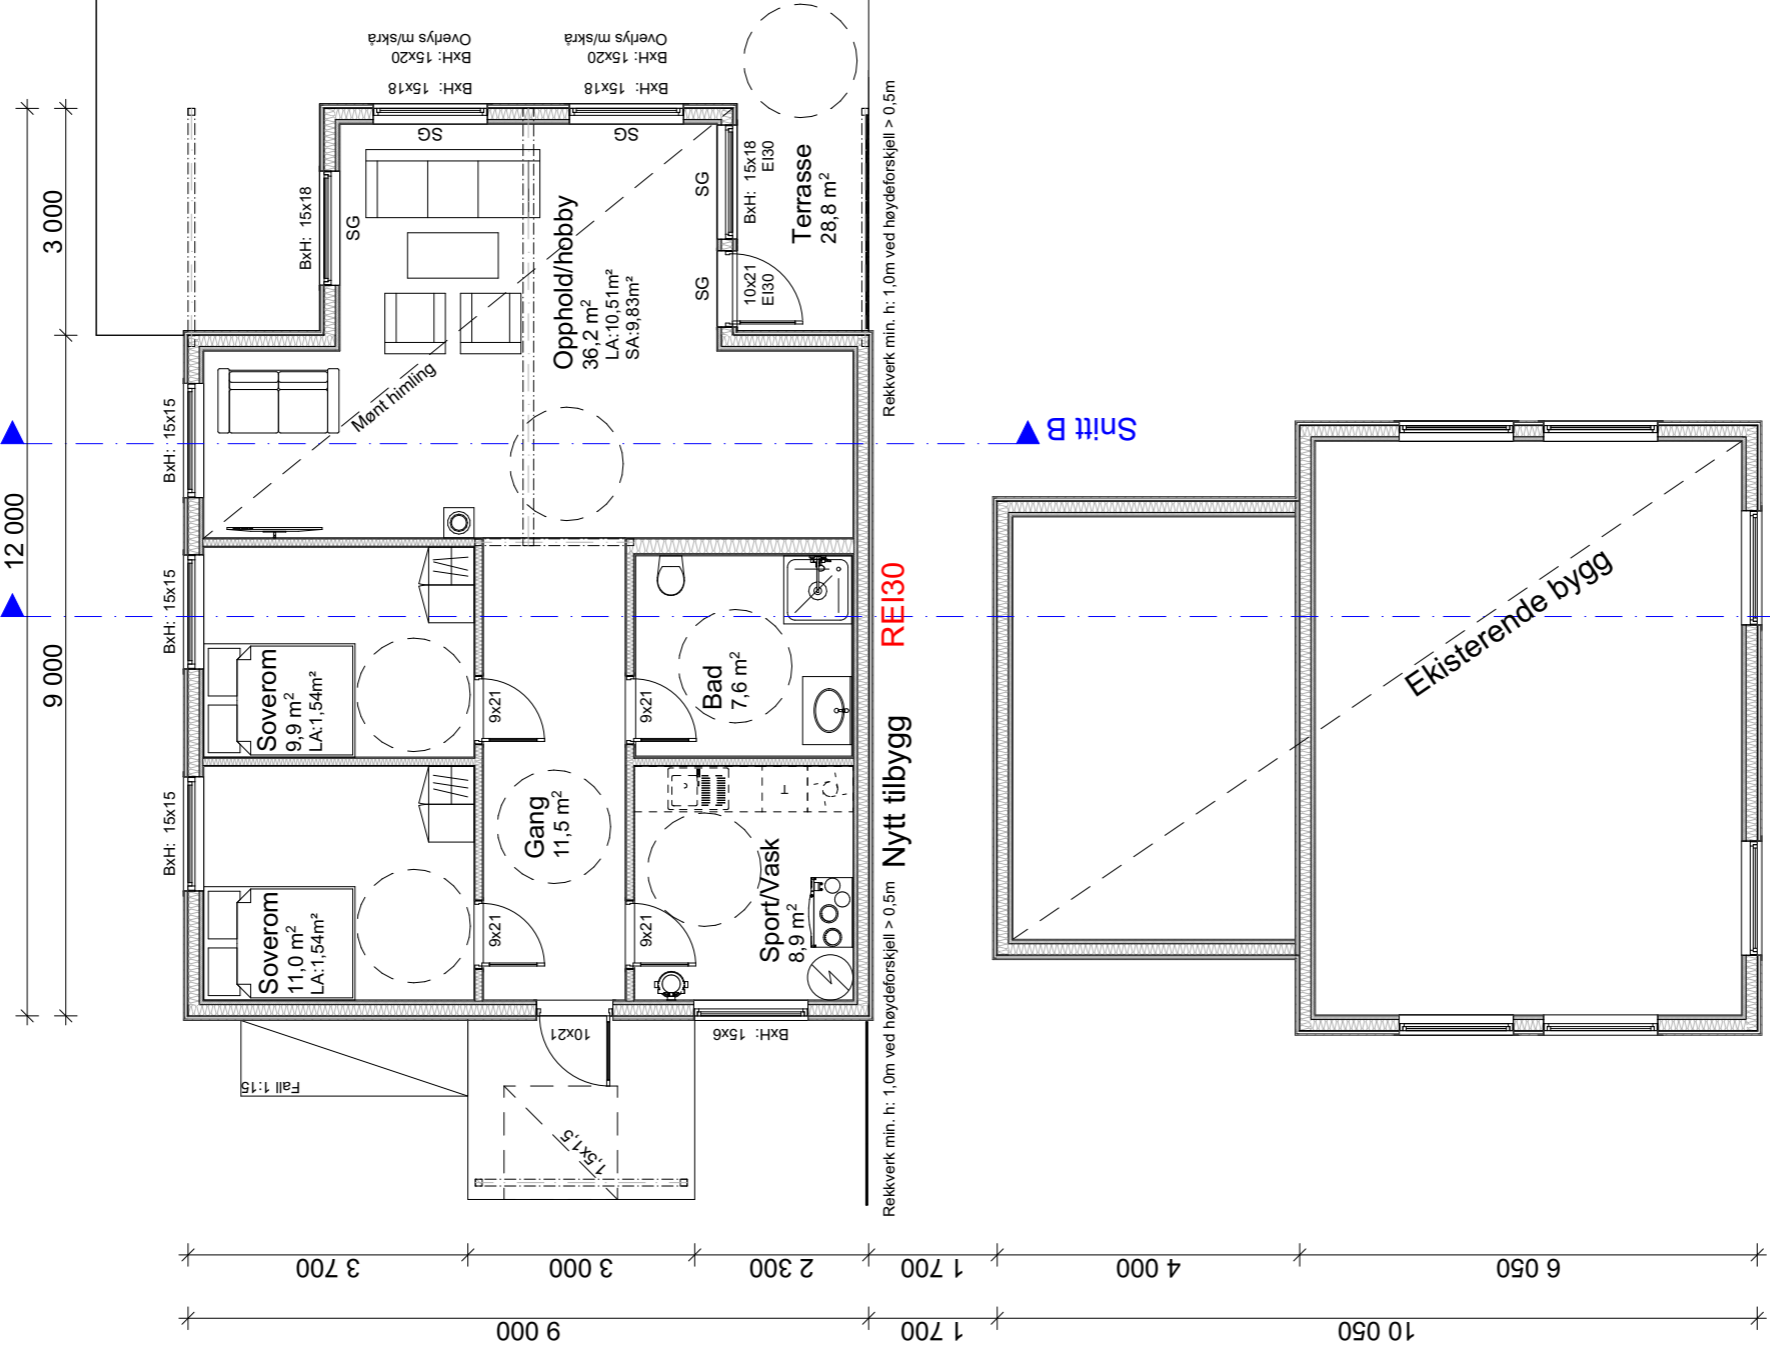 Overlys m/skrå
BxH: 15x20
BxH: 15x18
Overlys m/skrå
BxH: 15x20
BxH: 15x18
12 000
3 000
9 000
BxH: 15x18
SG
SG
SG
SG
SG
BxH: 15x18
EI30
10x21
EI30
Terrasse
28,8 m²
Rekkverk min. h: 1,0m ved høydeforskjell > 0,5m
Opphold/hobby
36,2 m²
LA:10,51m²
SA:9,83m²
Mønt himling
BxH: 15x15
BxH: 15x15
BxH: 15x15
Snitt B
Soverom
9,9 m²
LA:1,54m²
9x21
9x21
Bad
7,6 m²
REI30
Nytt tilbygg
Soverom
11,0 m²
LA:1,54m²
9x21
Gang
11,5 m²
9x21
T
Sport/Vask
8,9 m²
Rekkverk min. h: 1,0m ved høydeforskjell > 0,5m
Ekisterende bygg
10x21
BxH: 15x6
Fall 1:15
1,5x1,5
3 700
3 000
2 300
1 700
4 000
6 050
9 000
1 700
10 050